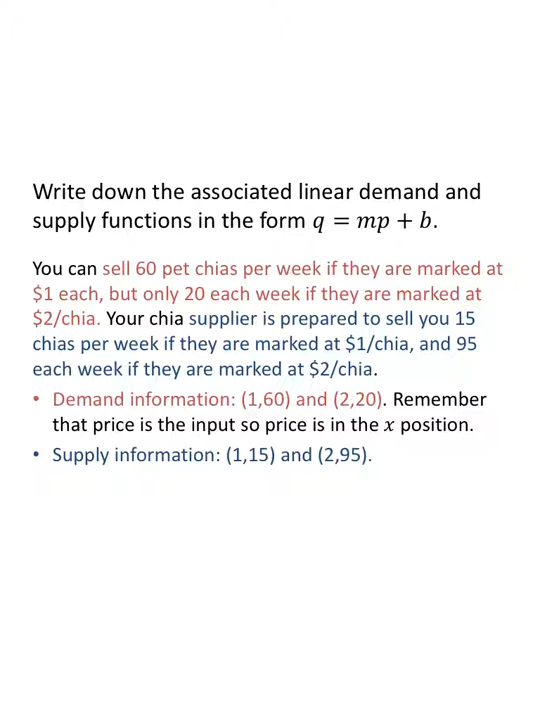 Write down the associated linear demand and
supply functions in the form q = mp + b.
You can sell 60 pet chias per week if they are marked at
$1 each, but only 20 each week if they are marked at
$2/chia. Your chia supplier is prepared to sell you 15
chias per week if they are marked at $1/chia, and 95
each week if they are marked at $2/chia.
• Demand information: (1,60) and (2,20). Remember
that price is the input so price is in the x position.
• Supply information: (1,15) and (2,95).